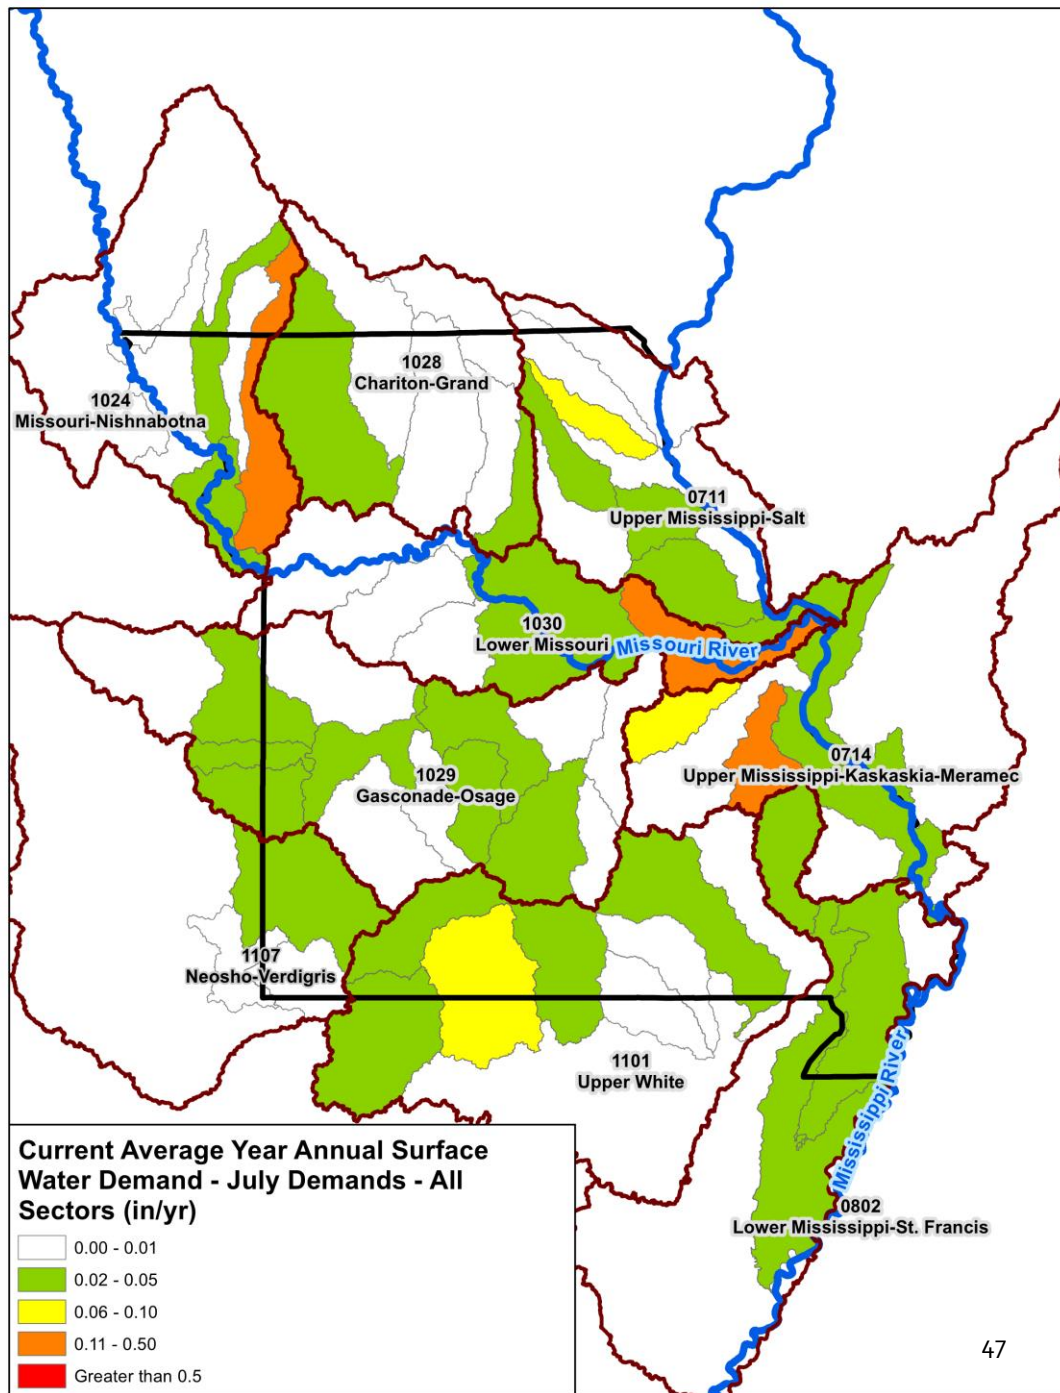 1028
Chariton-Grand
1024
Missouri-Nishnabotna
0711
Upper Mississippi-Salt
1030
Lower Missouri
Missouri River
0714
Upper Mississippi-Kaskaskia-Meramec
1029
Gasconade-Osage
1107
Neosho-Verdigris
1101
Upper White
Mississippi River
0802
Lower Mississippi-St. Francis
Current Average Year Annual Surface
Water Demand - July Demands - All
Sectors (in/yr)
0.00 - 0.01
0.02 - 0.05
0.06 - 0.10
0.11 - 0.50
Greater than 0.5
47